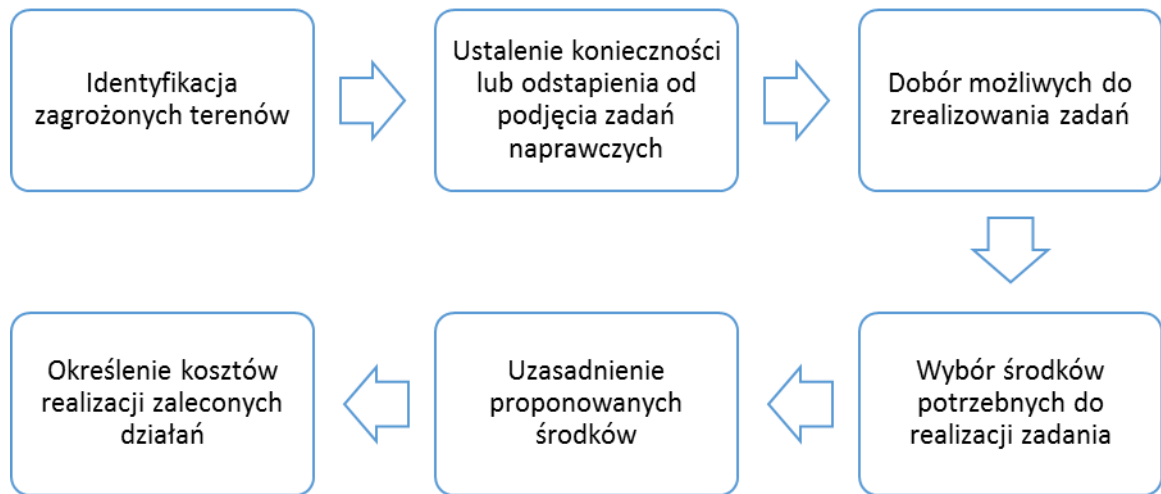 Identyfikacja
zagrożonych terenów
Ustalenie konieczności
lub odstapienia od
podjęcia zadań
naprawczych
Dobór możliwych do
zrealizowania zadań
Wybór środków
potrzebnych do
realizacji zadania
Uzasadnienie
proponowanych
środków
Określenie kosztów
realizacji zaleconych
działań